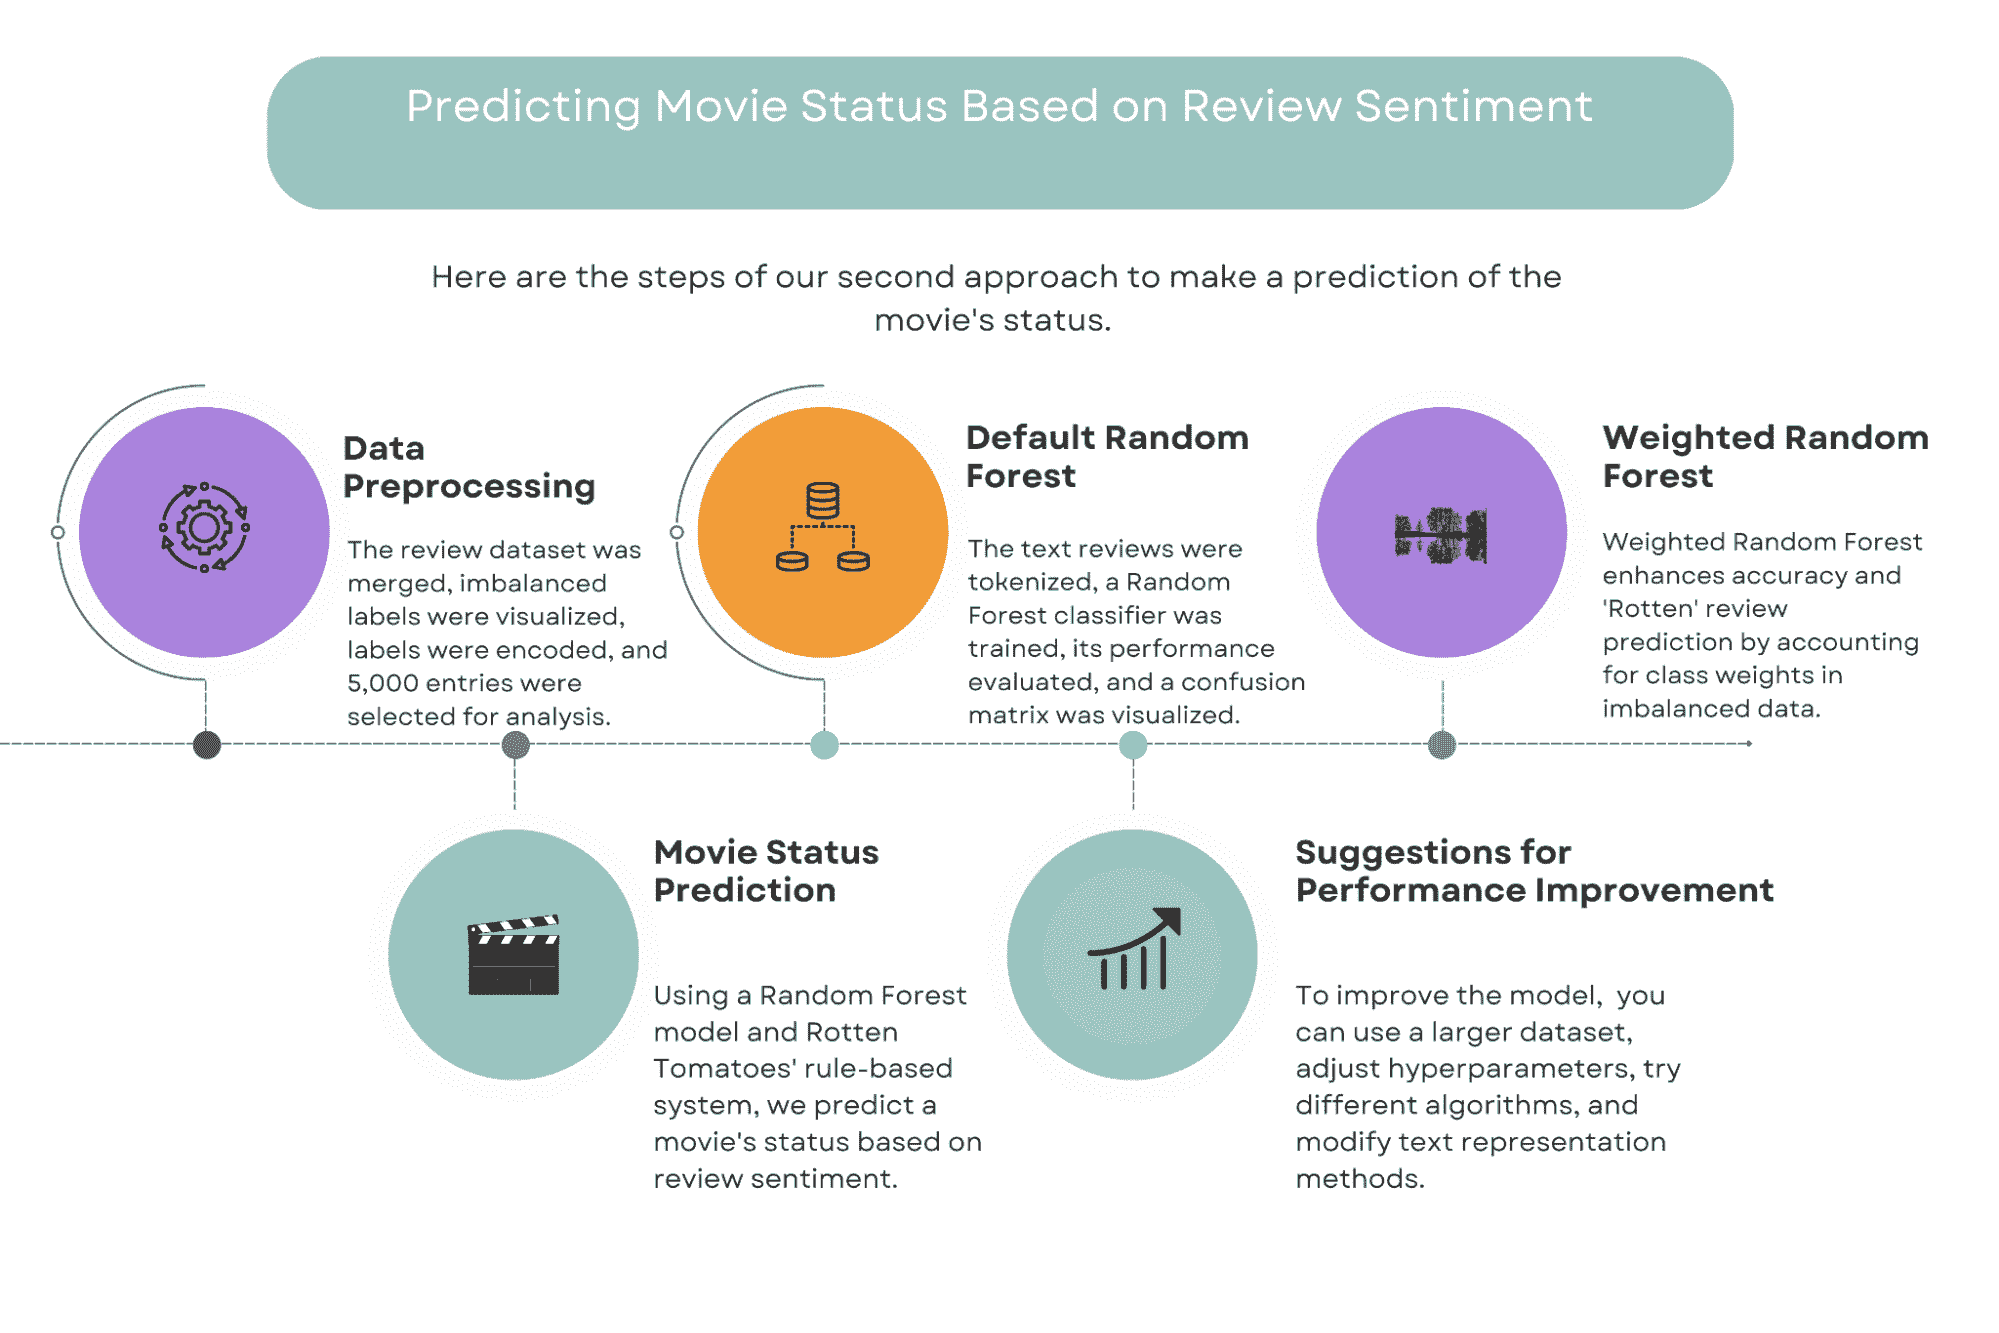 Predicting Movie Status Based on Review Sentiment
Here are the steps of our second approach to make a prediction of the
movie's status.
Data
Preprocessing
The review dataset was
merged, imbalanced
labels were visualized,
labels were encoded, and
5,000 entries were
selected for analysis.
Default Random
Forest
The text reviews were
tokenized, a Random
Forest classifier was
trained, its performance
evaluated, and a confusion
matrix was visualized.
Weighted Random
Forest
Weighted Random Forest
enhances accuracy and
'Rotten' review
prediction by accounting
for class weights in
imbalanced data.
Movie Status
Prediction
Using a Random Forest
model and Rotten
Tomatoes' rule-based
system, we predict a
movie's status based on
review sentiment.
Suggestions for
Performance Improvement
To improve the model,  you
can use a larger dataset,
adjust hyperparameters, try
different algorithms, and
modify text representation
methods.